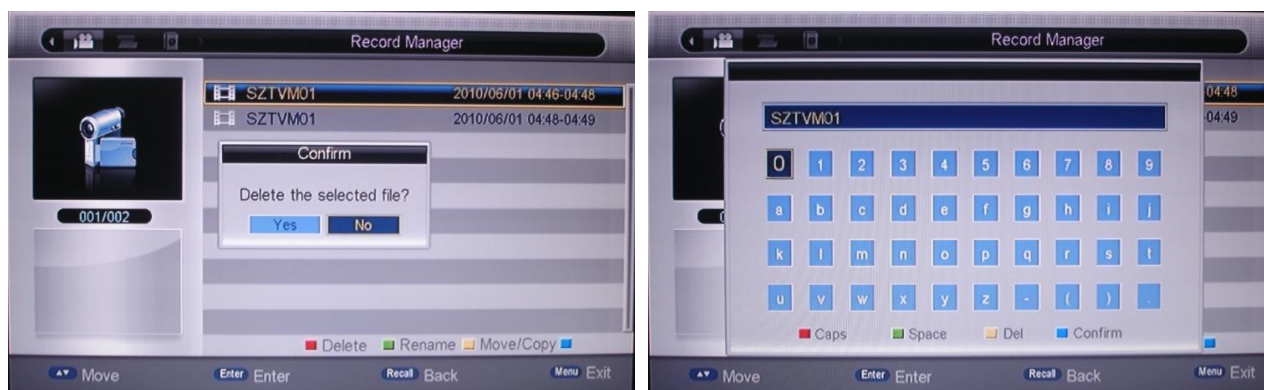 Record Manager
SZTVM01 2010/06/01 04:46-04:48
SZTVM01 2010/06/01 04:48-04:49
Confirm
Delete the selected file?
Yes No
001/002
Delete Rename Move/Copy
Move Enter Enter Recall Back Menu Exit
Record Manager
04:48
SZTVM01
04:49
0 1 2 3 4 5 6 7 8 9
a b c d e f g h i j
k l m n o p q r s t
u v w x y z - ( ) .
Caps Space Del Confirm
Move Enter Enter Recall Back Menu Exit